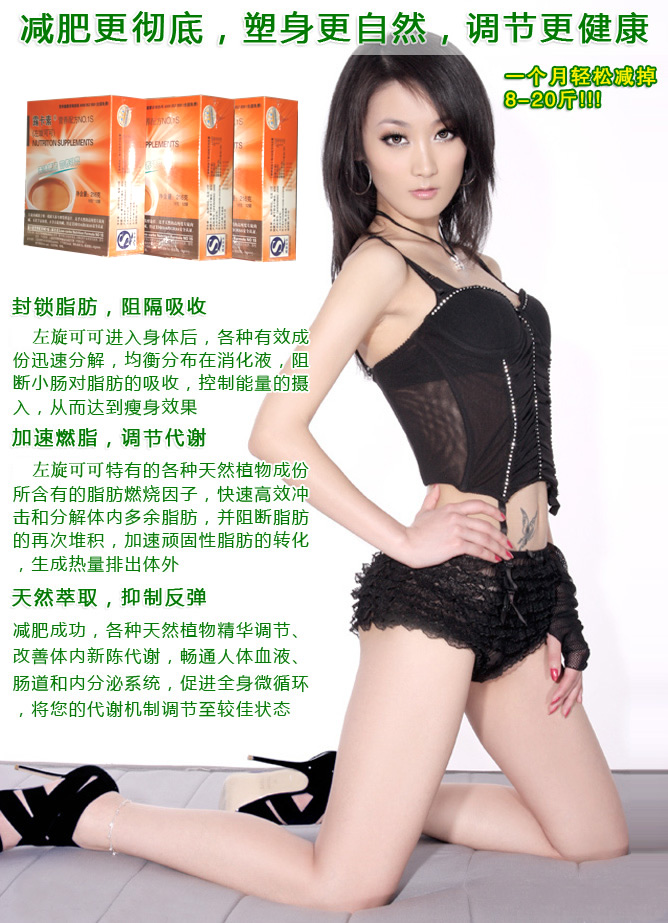 减肥更彻底，塑身更自然，调节更健康
一个月轻松减掉
8-20斤!!!
NO.1S
NUTRITION SUPPLEMENTS
NO.1S
NUTRITION SUPPLEMENTS
封锁脂肪，阻隔吸收
左旋可可进入身体后，各种有效成
份迅速分解，均衡分布在消化液，阻
断小肠对脂肪的吸收，控制能量的摄
入，从而达到瘦身效果
加速燃脂，调节代谢
左旋可可特有的各种天然植物成份
所含有的脂肪燃烧因子，快速高效冲
击和分解体内多余脂肪，并阻断脂肪
的再次堆积，加速顽固性脂肪的转化
，生成热量排出体外
天然萃取，抑制反弹
减肥成功，各种天然植物精华调节、
改善体内新陈代谢，畅通人体血液、
肠道和内分泌系统，促进全身微循环
，将您的代谢机制调节至较佳状态